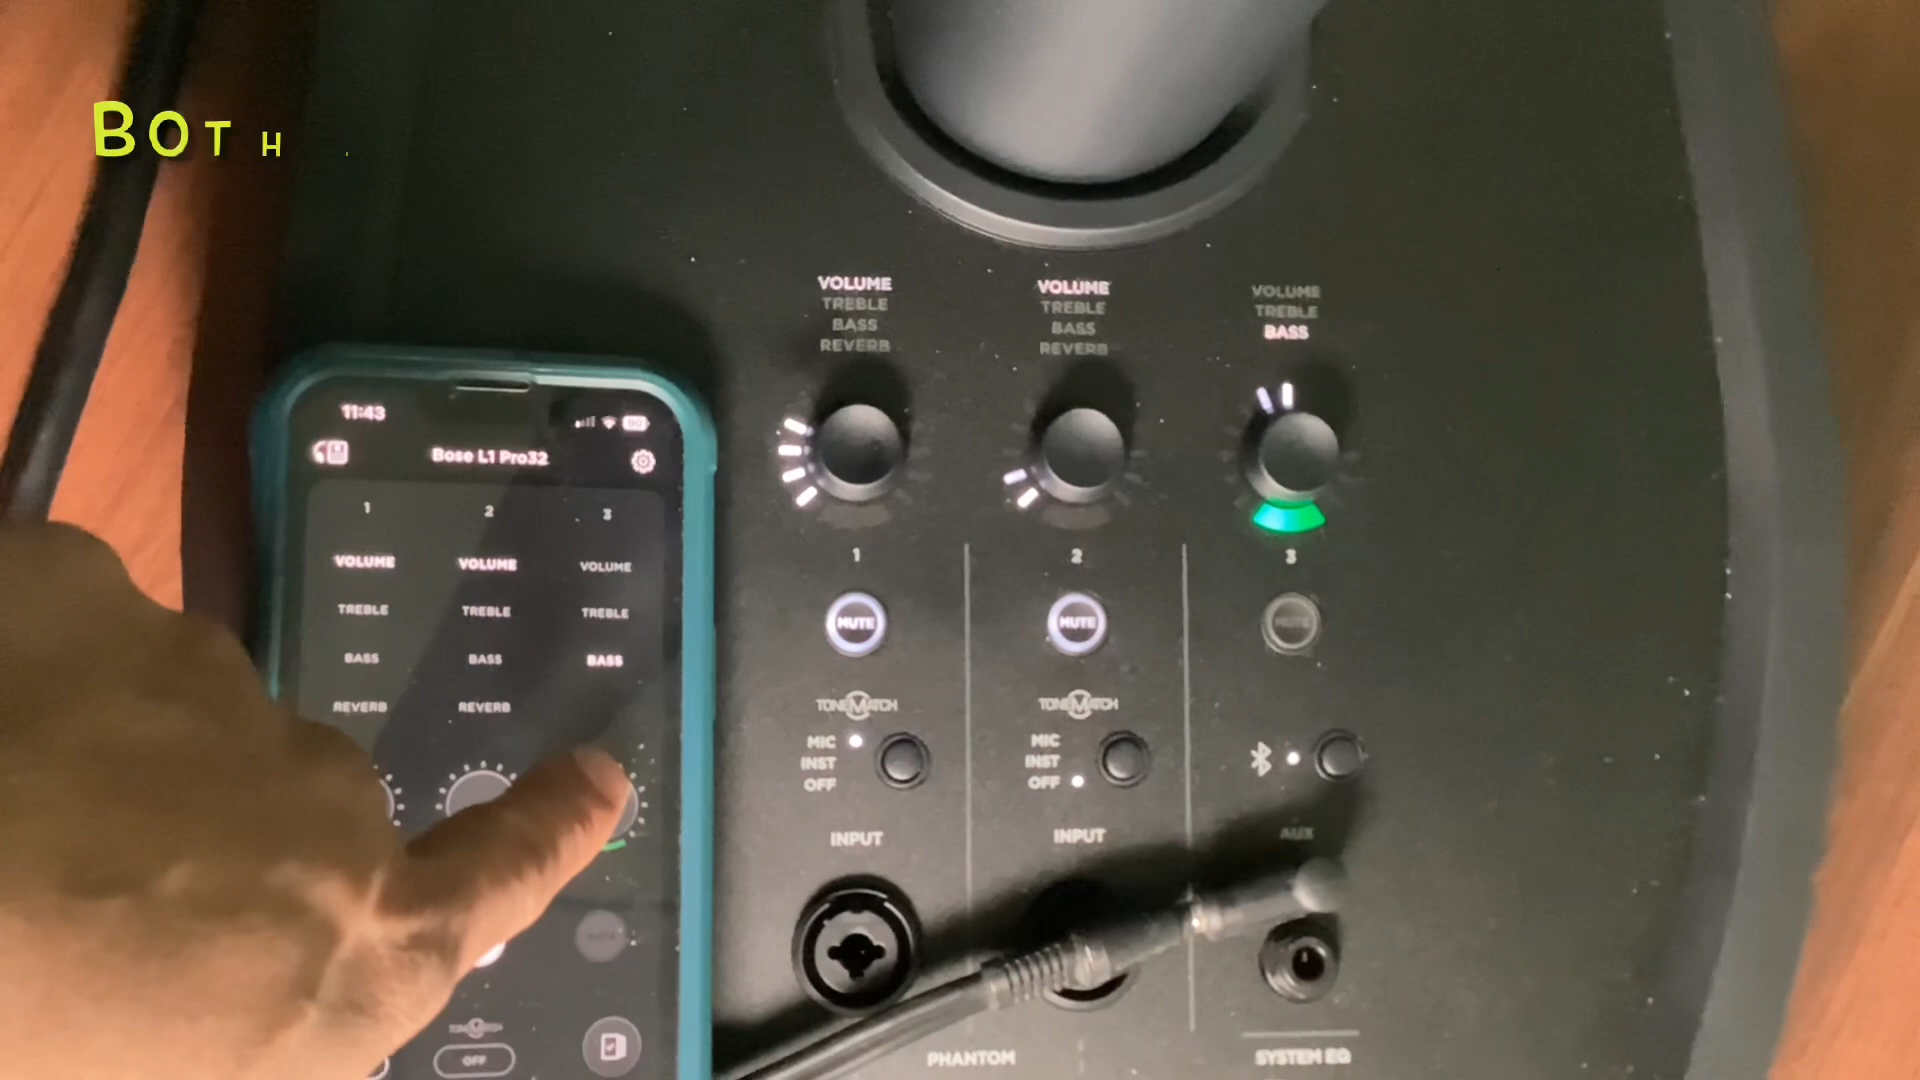 BOTH
VOLUME
TREBLE
BASS
REVERB
VOLUME
TREBLE
BASS
REVERB
VOLUME
TREBLE
BASS
11:43
90
Bose L1 Pro32
1 2 3
VOLUME VOLUME VOLUME
TREBLE TREBLE TREBLE
BASS BASS BASS
REVERB REVERB
OFF
1 2 3
MUTE MUTE MUTE
TONEMATCH TONEMATCH
MIC
INST
OFF
MIC
INST
OFF
INPUT INPUT AUX
PHANTOM SYSTEM EQ